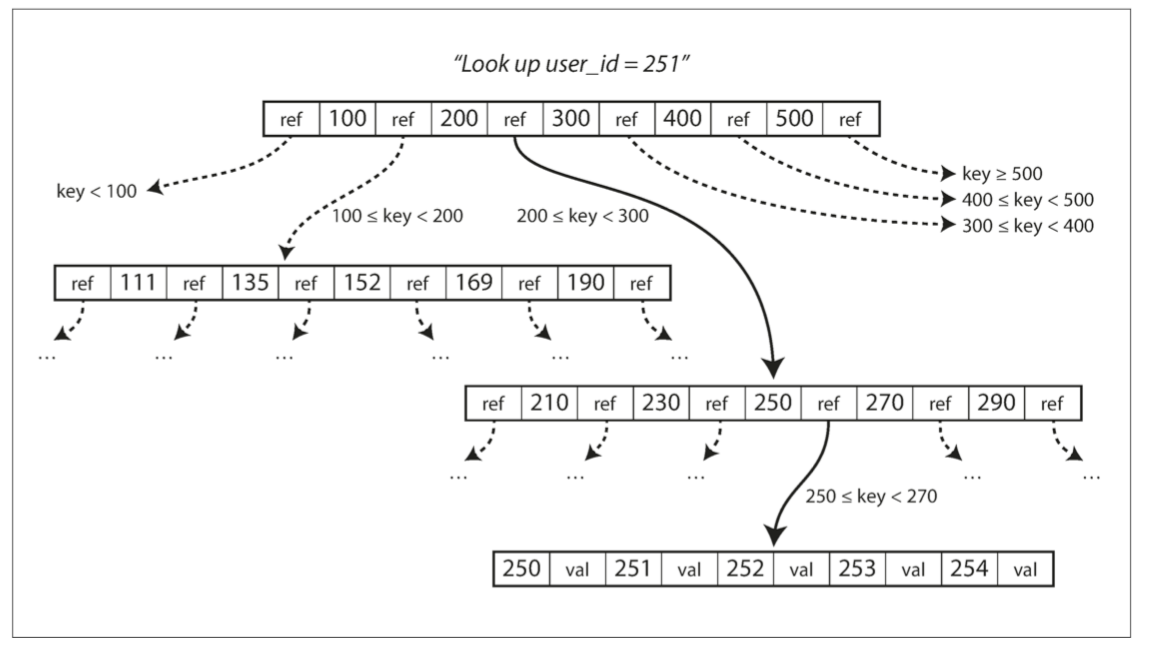 “Look up user_id = 251”
ref 100 ref 200 ref 300 ref 400 ref 500 ref
key < 100
key ≥ 500
400 ≤ key < 500
300 ≤ key < 400
100 ≤ key < 200
200 ≤ key < 300
ref 111 ref 135 ref 152 ref 169 ref 190 ref
... ... ... ... ... ...
ref 210 ref 230 ref 250 ref 270 ref 290 ref
... ... ... ... ...
250 ≤ key < 270
250 val 251 val 252 val 253 val 254 val